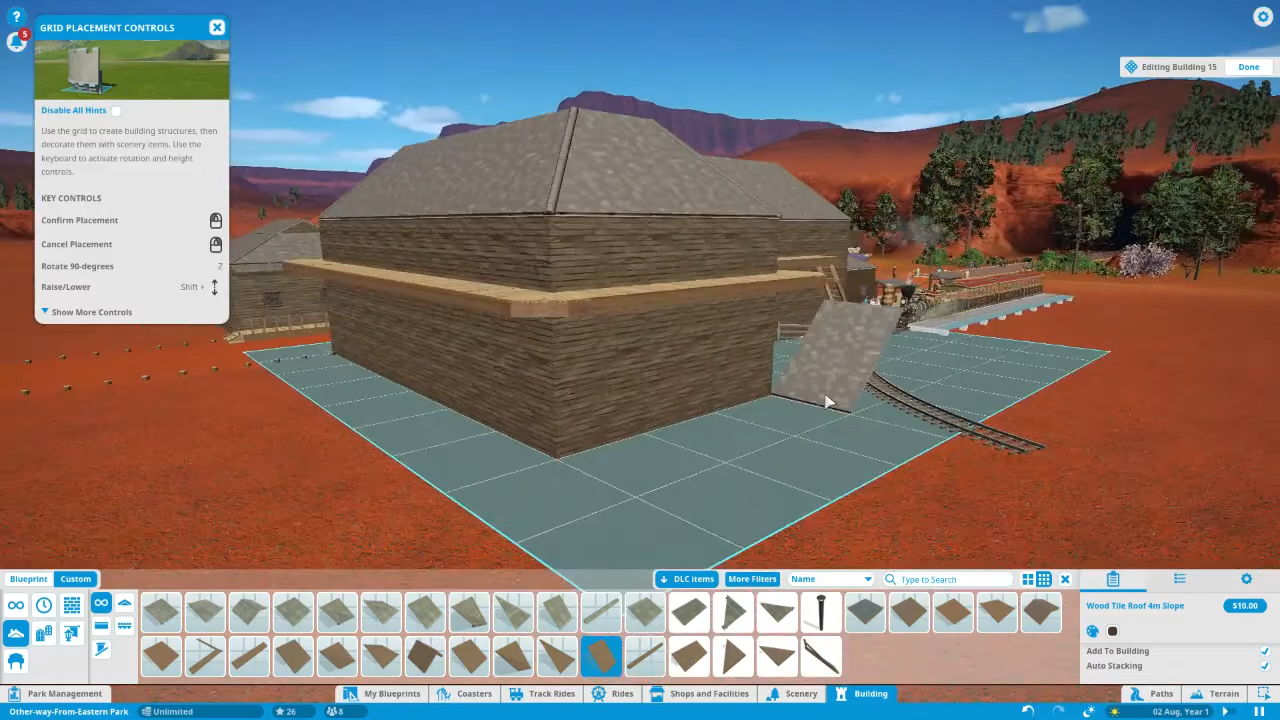 ?
GRID PLACEMENT CONTROLS
5
Disable All Hints
Use the grid to create building structures, then
decorate them with scenery items. Use the
keyboard to activate rotation and height
controls.
KEY CONTROLS
Confirm Placement
Cancel Placement
Rotate 90-degrees Z
Raise/Lower Shift +
Show More Controls
Editing Building 15 Done
Blueprint Custom
DLC items More Filters Name Type to Search
Wood Tile Roof 4m Slope $10.00
Add To Building
Auto Stacking
Park Management My Blueprints Coasters Track Rides Rides Shops and Facilities Scenery Building Paths Terrain
Other-way-From-Eastern Park Unlimited 26 8 02 Aug, Year 1